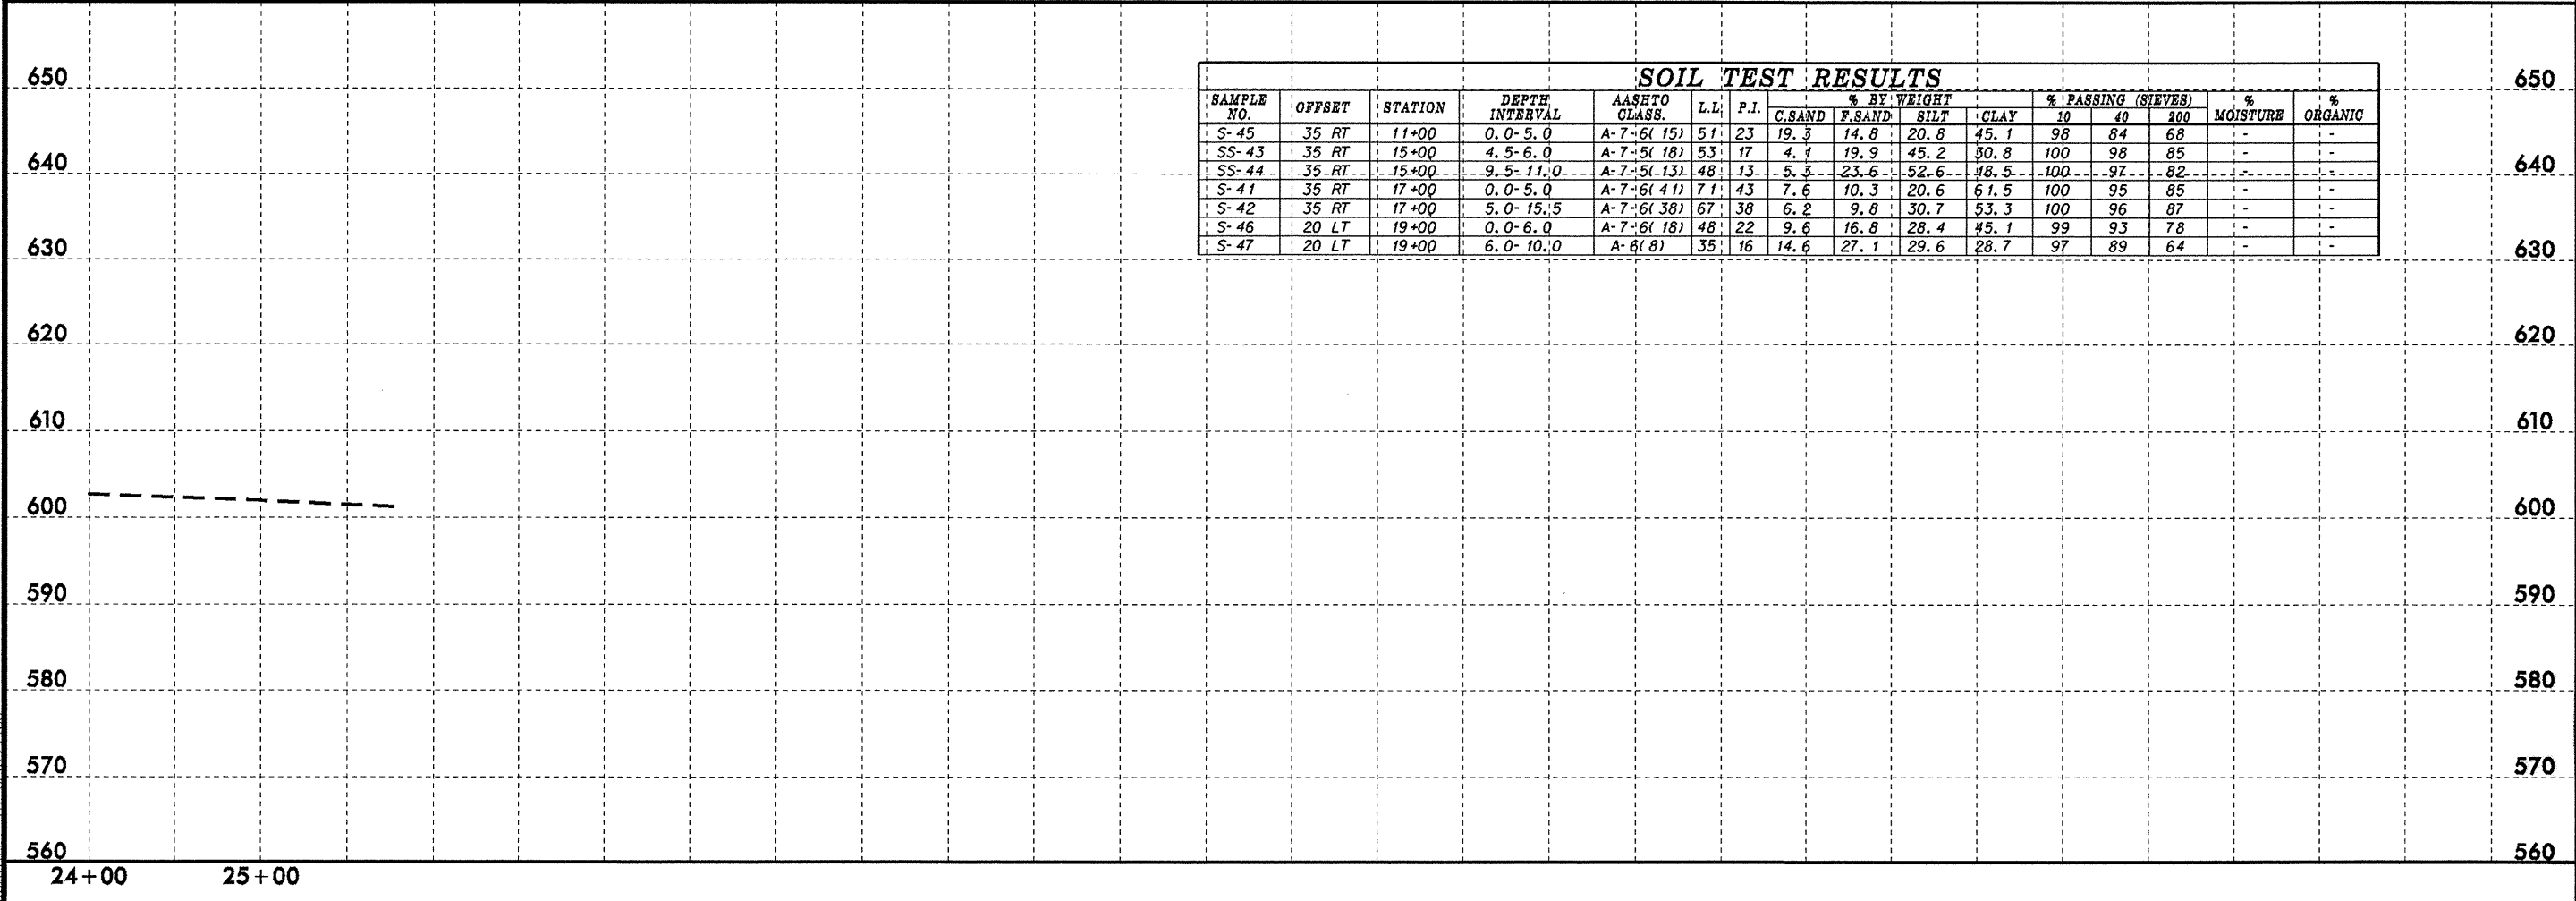 650
SOIL TEST RESULTS
650
SAMPLE NO. OFFSET STATION DEPTH INTERVAL AASHTO CLASS. L.L. P.I. % BY WEIGHT % PASSING (SIEVES) % MOISTURE % ORGANIC
C.SAND F.SAND SILT CLAY 10 40 200
S-45 35 RT 11+00 0.0-5.0 A-7-6(15) 51 23 19.3 14.8 20.8 45.1 98 84 68 - -
SS-43 35 RT 15+00 4.5-6.0 A-7-5(18) 53 17 4.1 19.9 45.2 30.8 100 98 85 - -
SS-44 35 RT 15+00 9.5-11.0 A-7-5(13) 48 13 5.3 23.6 52.6 18.5 100 97 82 - -
S-41 35 RT 17+00 0.0-5.0 A-7-6(41) 71 43 7.6 10.3 20.6 61.5 100 95 85 - -
S-42 35 RT 17+00 5.0-15.5 A-7-6(38) 67 38 6.2 9.8 30.7 53.3 100 96 87 - -
S-46 20 LT 19+00 0.0-6.0 A-7-6(18) 48 22 9.6 16.8 28.4 45.1 99 93 78 - -
S-47 20 LT 19+00 6.0-10.0 A-6(8) 35 16 14.6 27.1 29.6 28.7 97 89 64 - -
640 640
630 630
620 620
610 610
600 600
590 590
580 580
570 570
560 560
24+00 25+00